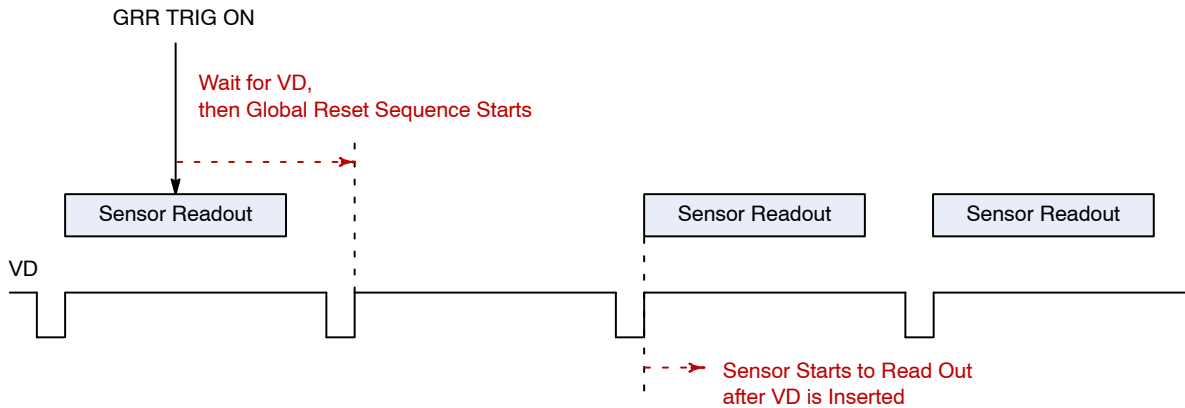 GRR TRIG ON
Wait for VD,
then Global Reset Sequence Starts
Sensor Readout
Sensor Readout
Sensor Readout
VD
Sensor Starts to Read Out
after VD is Inserted